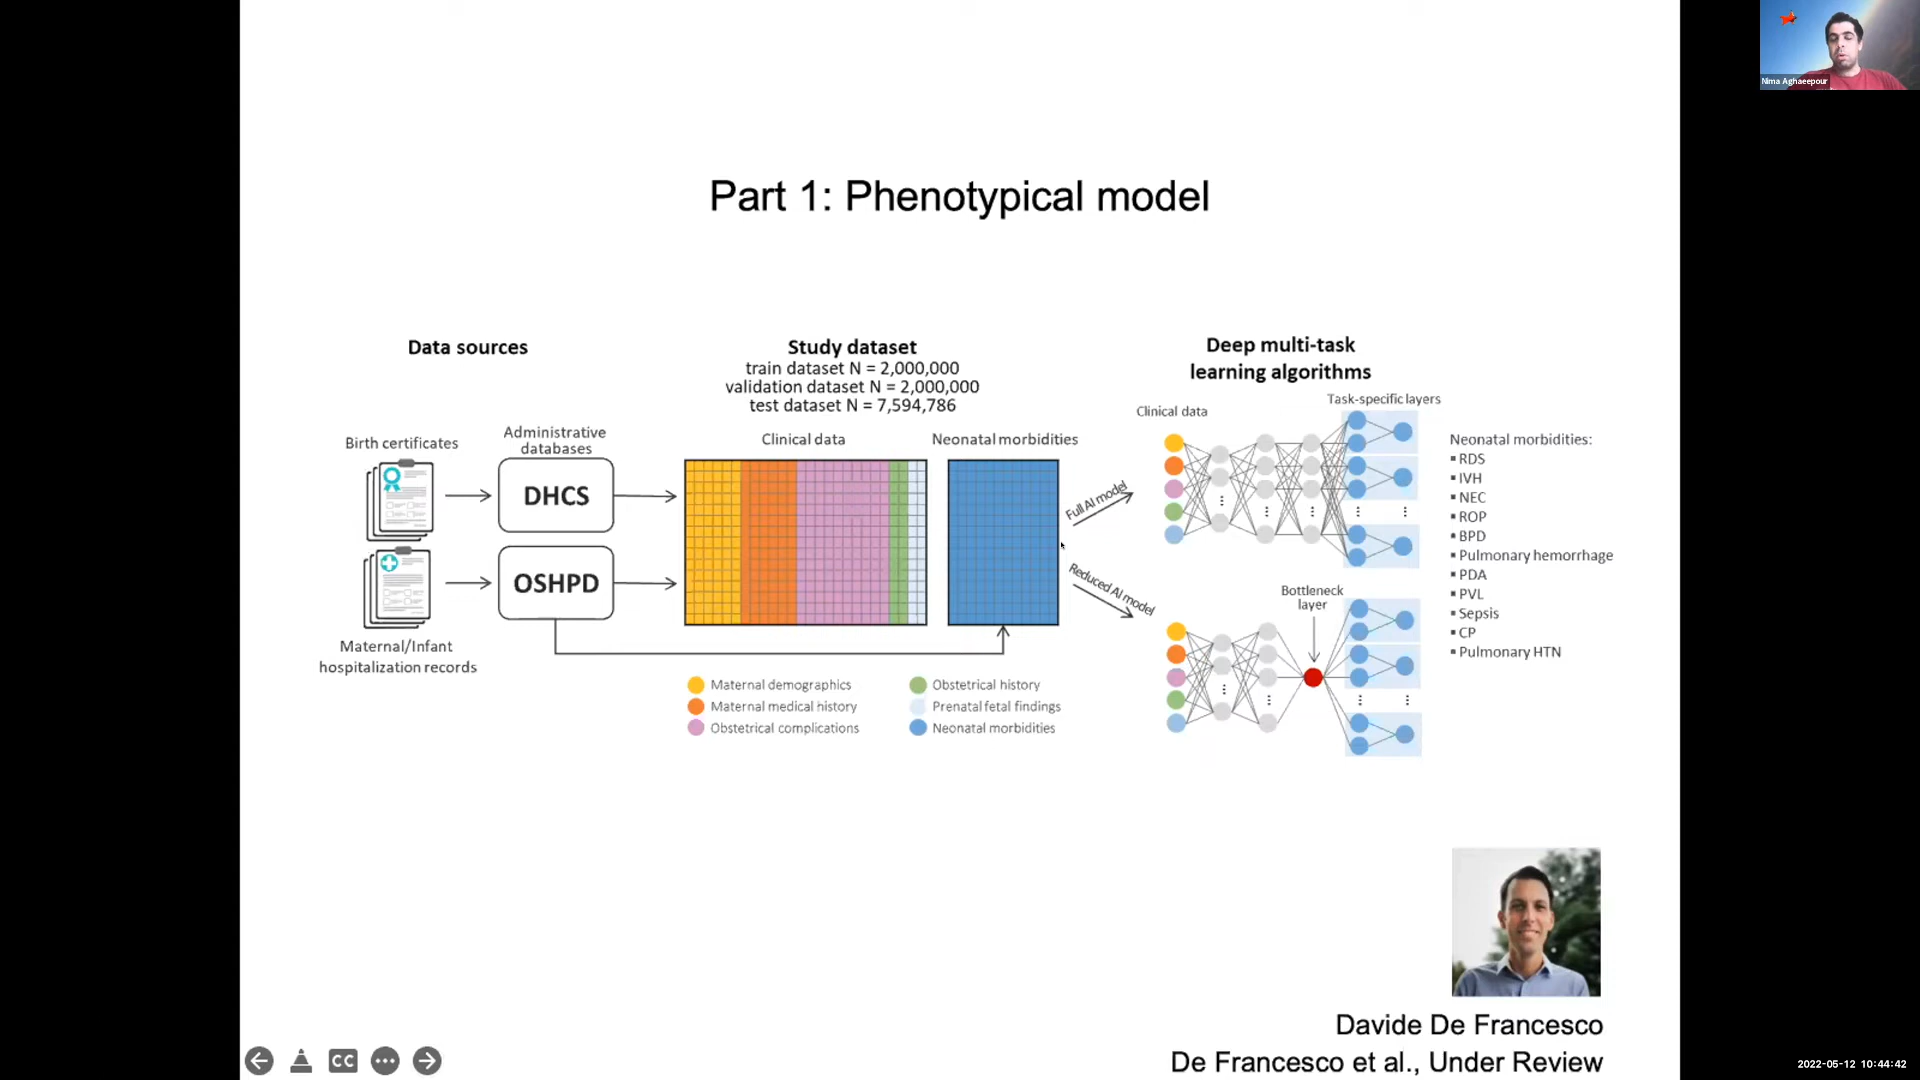 Nima Aghaeepour
Part 1: Phenotypical model
Data sources
Birth certificates
Administrative
databases
DHCS
OSHPD
Maternal/Infant
hospitalization records
Study dataset
train dataset N = 2,000,000
validation dataset N = 2,000,000
test dataset N = 7,594,786
Clinical data
Neonatal morbidities
Maternal demographics
Maternal medical history
Obstetrical complications
Obstetrical history
Prenatal fetal findings
Neonatal morbidities
Full AI model
Reduced AI model
Deep multi-task
learning algorithms
Clinical data
Task-specific layers
Bottleneck
layer
Neonatal morbidities:
▪ RDS
▪ IVH
▪ NEC
▪ ROP
▪ BPD
▪ Pulmonary hemorrhage
▪ PDA
▪ PVL
▪ Sepsis
▪ CP
▪ Pulmonary HTN
Davide De Francesco
De Francesco et al., Under Review
CC
2022-05-12 10:44:42